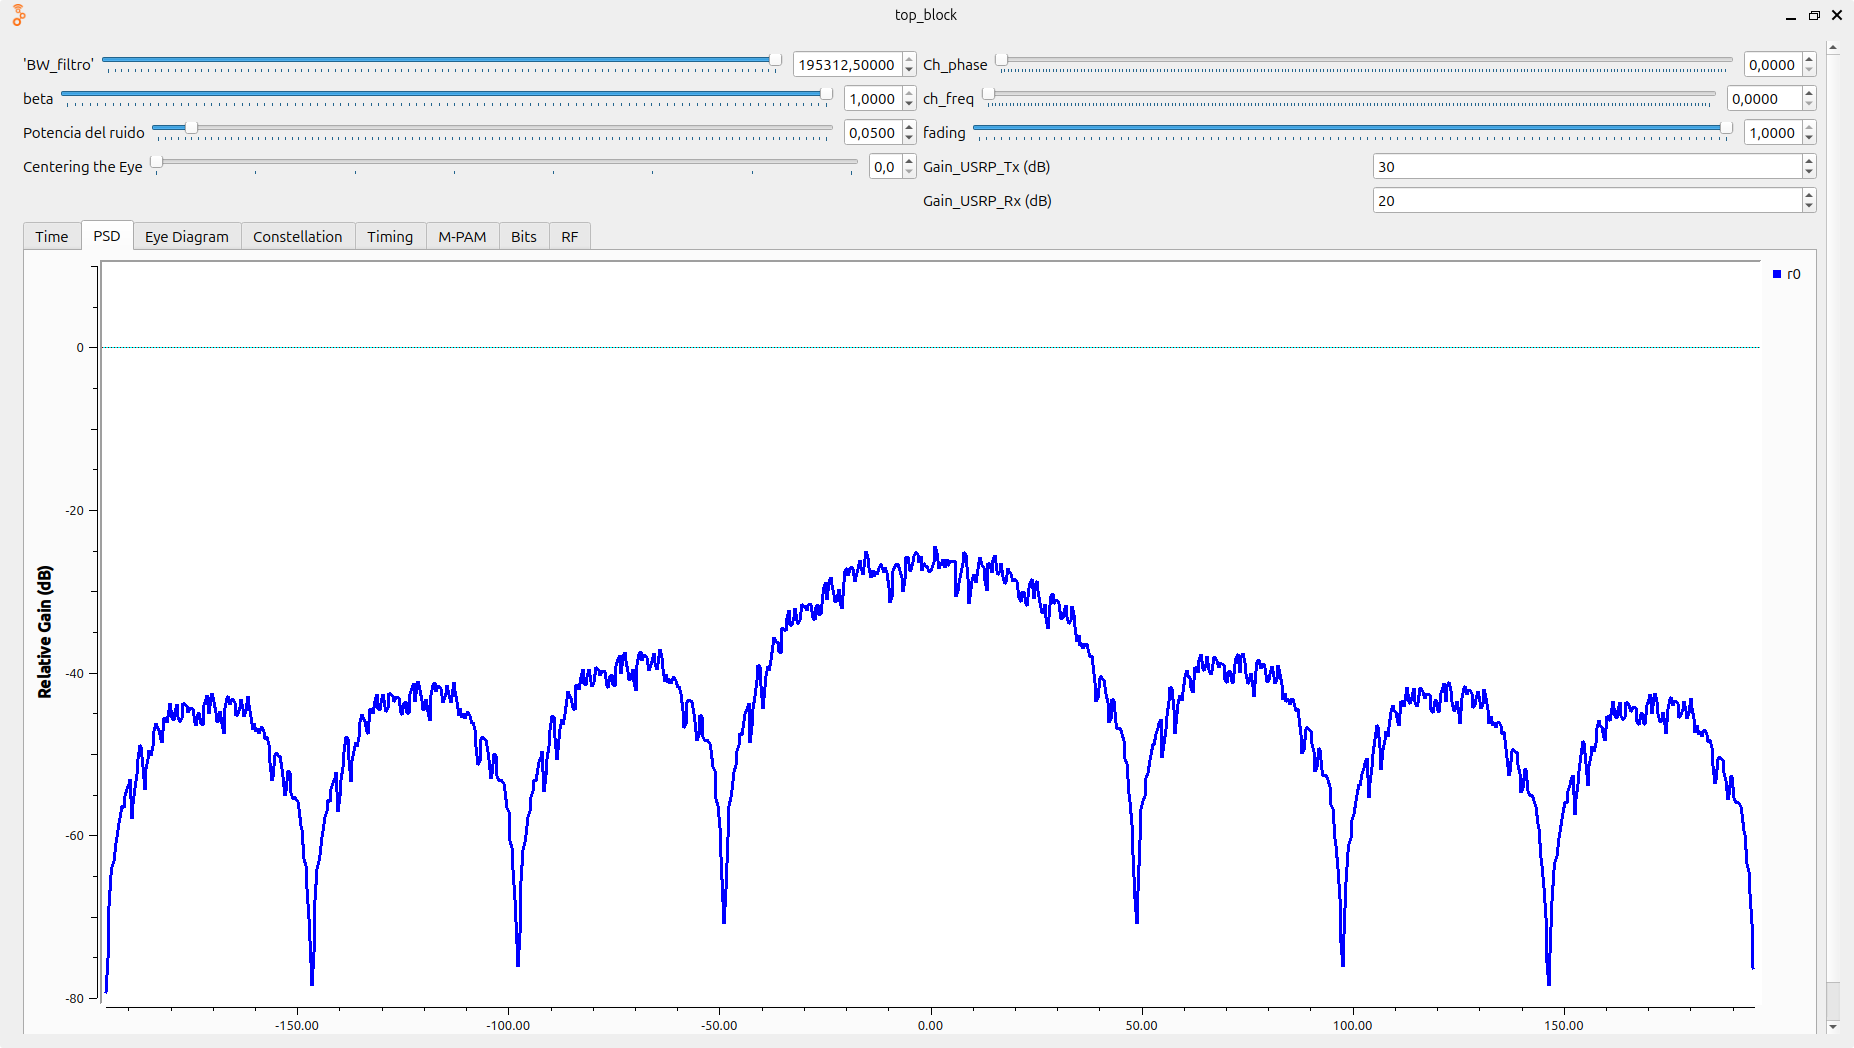 top_block
'BW_filtro' 195312,50000 Ch_phase 0,0000
beta 1,0000 ch_freq 0,0000
Potencia del ruido 0,0500 fading 1,0000
Centering the Eye 0,0 Gain_USRP_Tx (dB) 30
Gain_USRP_Rx (dB) 20
Time PSD Eye Diagram Constellation Timing M-PAM Bits RF
r0
0
-20
-40
-60
-80
Relative Gain (dB)
-150.00 -100.00 -50.00 0.00 50.00 100.00 150.00